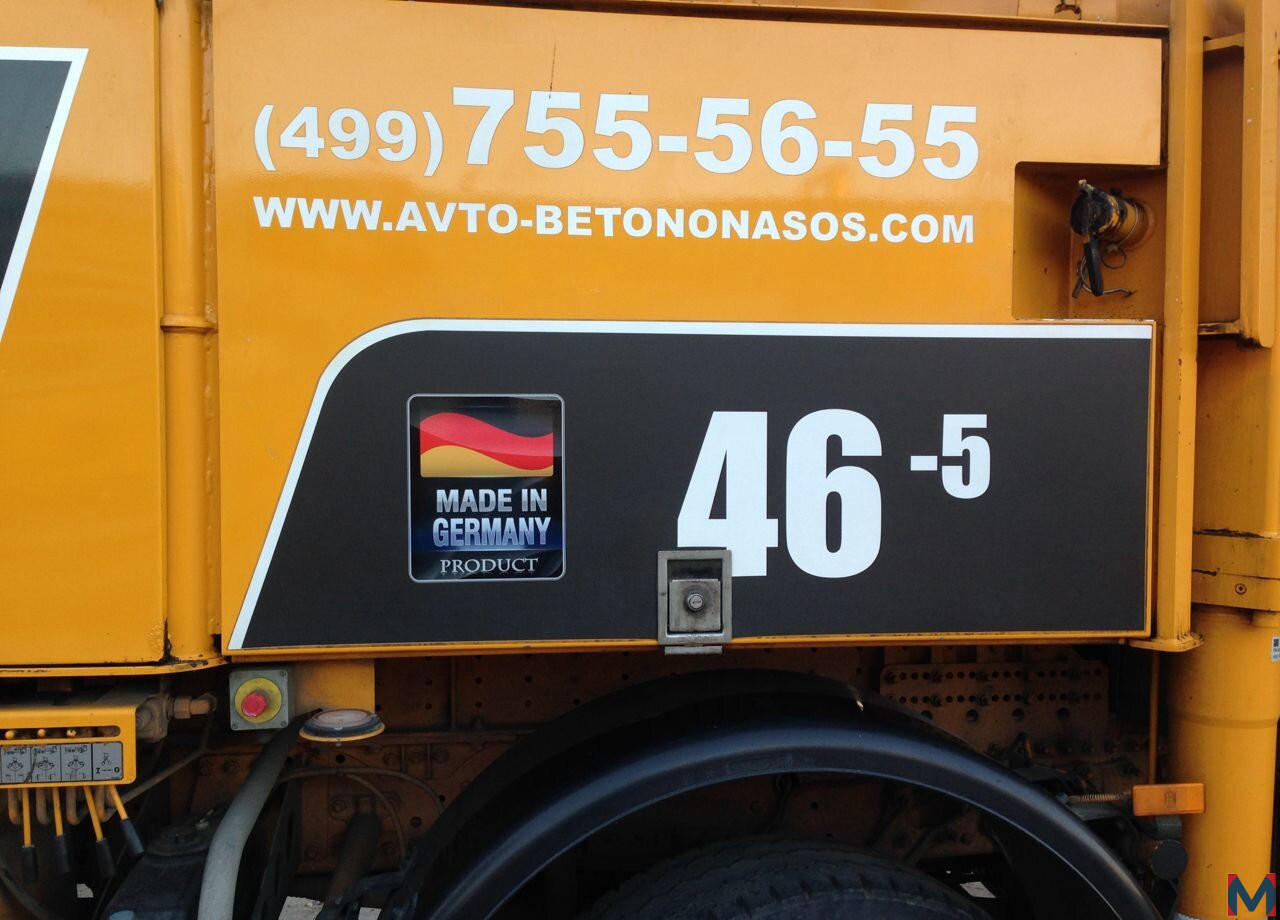 (499) 755-56-55
WWW.AVTO-BETONONASOS.COM
46 -5
MADE IN
GERMANY
PRODUCT
M